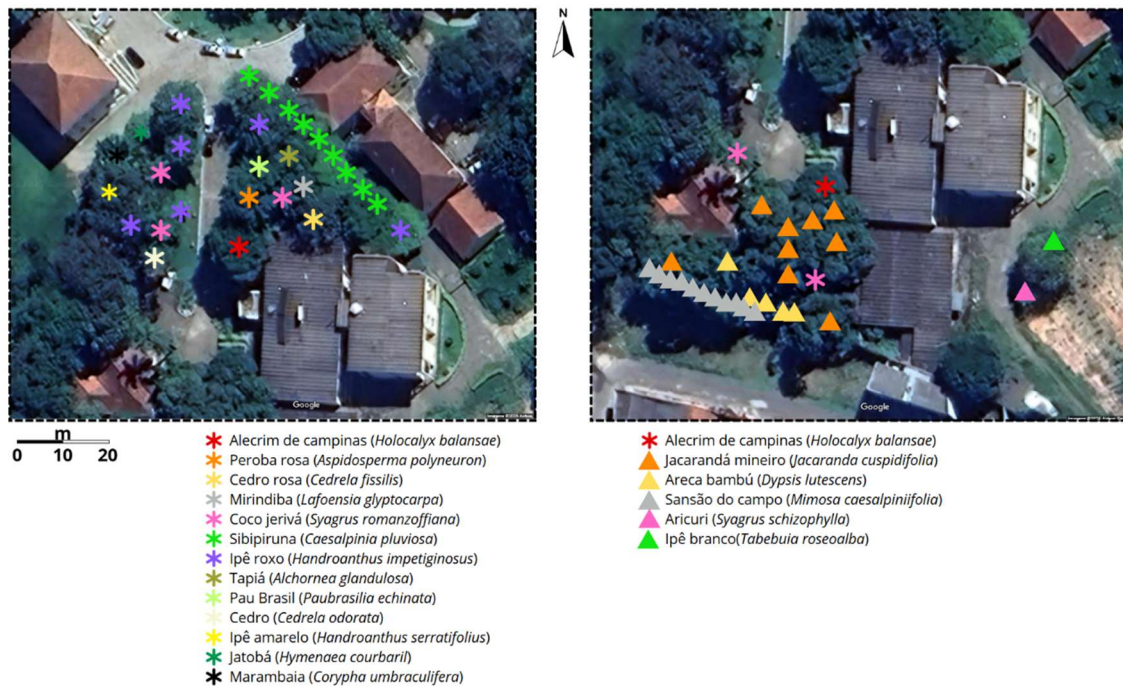 N
Google
Google
m
0 10 20
Alecrim de campinas (Holocalyx balansae)
Peroba rosa (Aspidosperma polyneuron)
Cedro rosa (Cedrela fissilis)
Mirindiba (Lafoensia glyptocarpa)
Coco jerivá (Syagrus romanzoffiana)
Sibipiruna (Caesalpinia pluviosa)
Ipê roxo (Handroanthus impetiginosus)
Tapiá (Alchornea glandulosa)
Pau Brasil (Paubrasilia echinata)
Cedro (Cedrela odorata)
Ipê amarelo (Handroanthus serratifolius)
Jatobá (Hymenaea courbaril)
Marambaia (Corypha umbraculifera)
Alecrim de campinas (Holocalyx balansae)
Jacarandá mineiro (Jacaranda cuspidifolia)
Areca bambú (Dypsis lutescens)
Sansão do campo (Mimosa caesalpiniifolia)
Aricuri (Syagrus schizophylla)
Ipê branco(Tabebuia roseoalba)